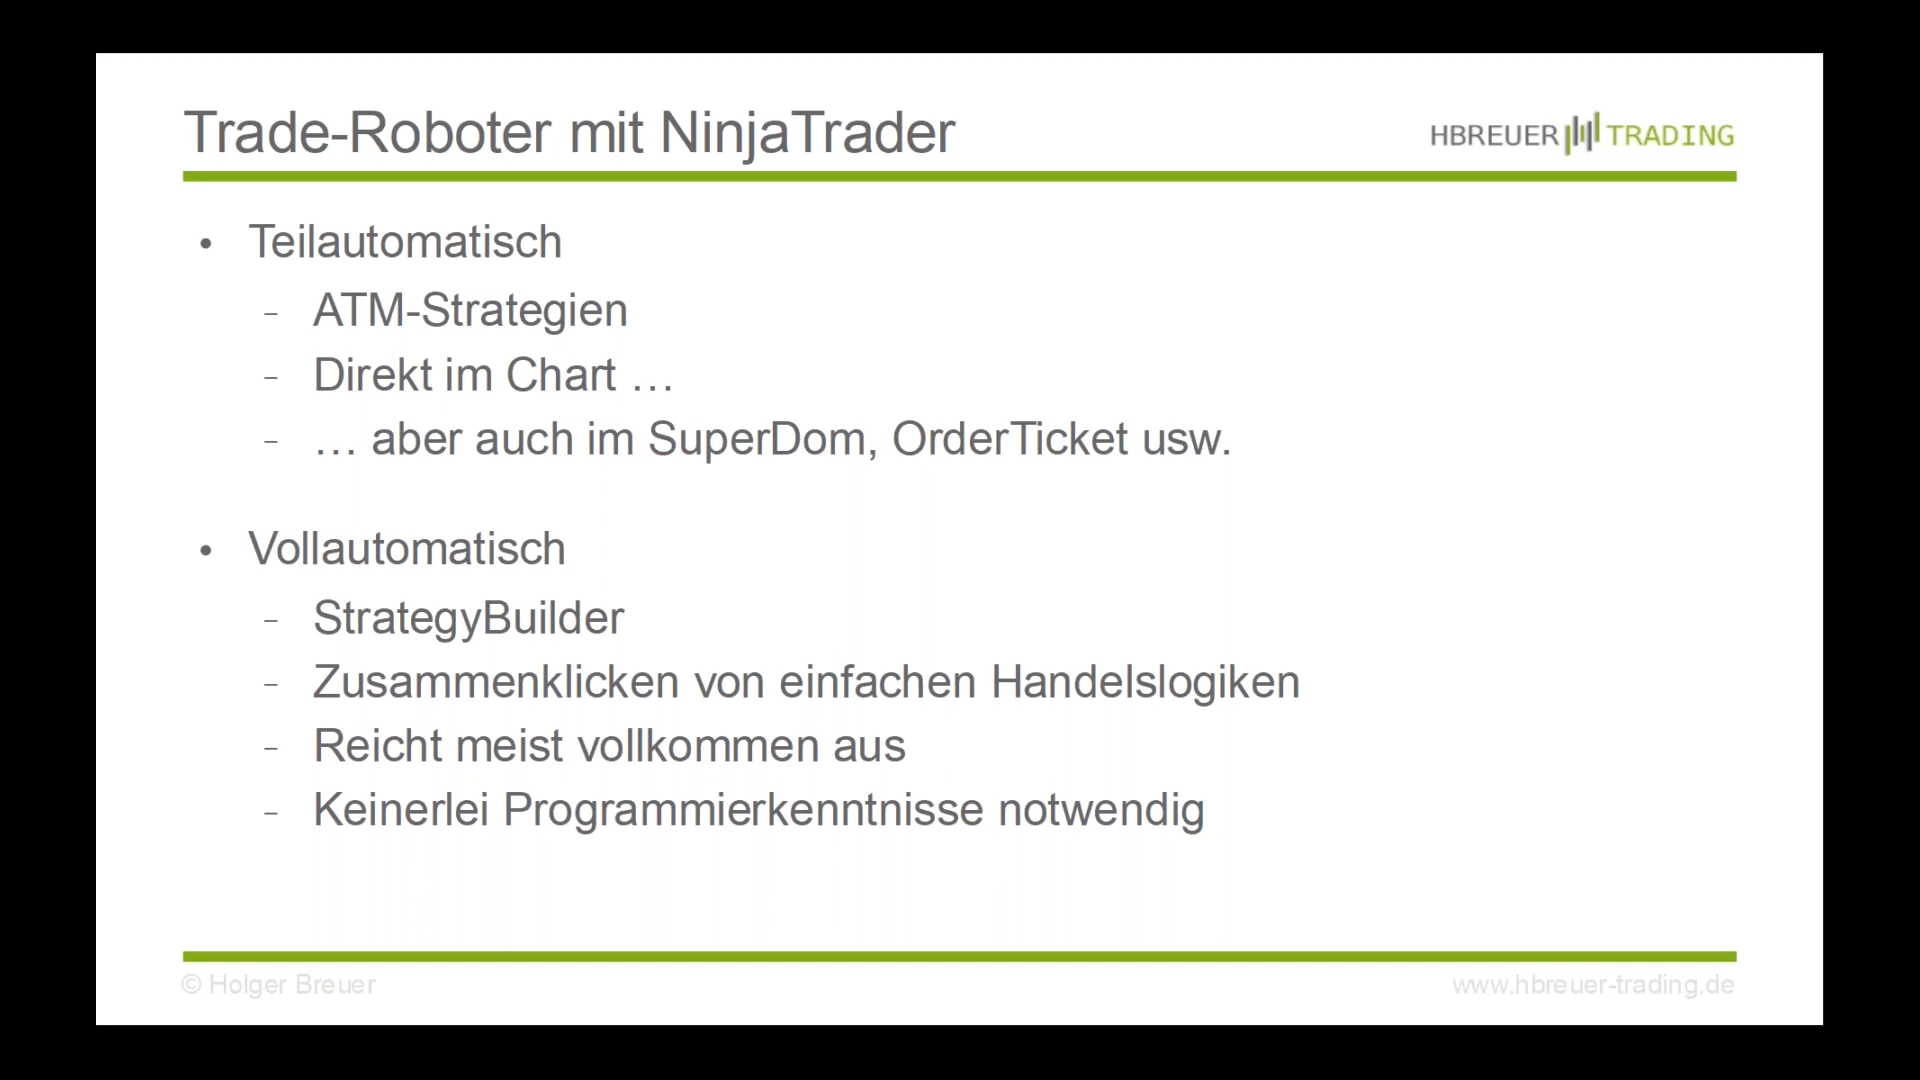 Trade-Roboter mit NinjaTrader
HBREUER TRADING
• Teilautomatisch
– ATM-Strategien
– Direkt im Chart …
– … aber auch im SuperDom, OrderTicket usw.
• Vollautomatisch
– StrategyBuilder
– Zusammenklicken von einfachen Handelslogiken
– Reicht meist vollkommen aus
– Keinerlei Programmierkenntnisse notwendig
© Holger Breuer
www.hbreuer-trading.de